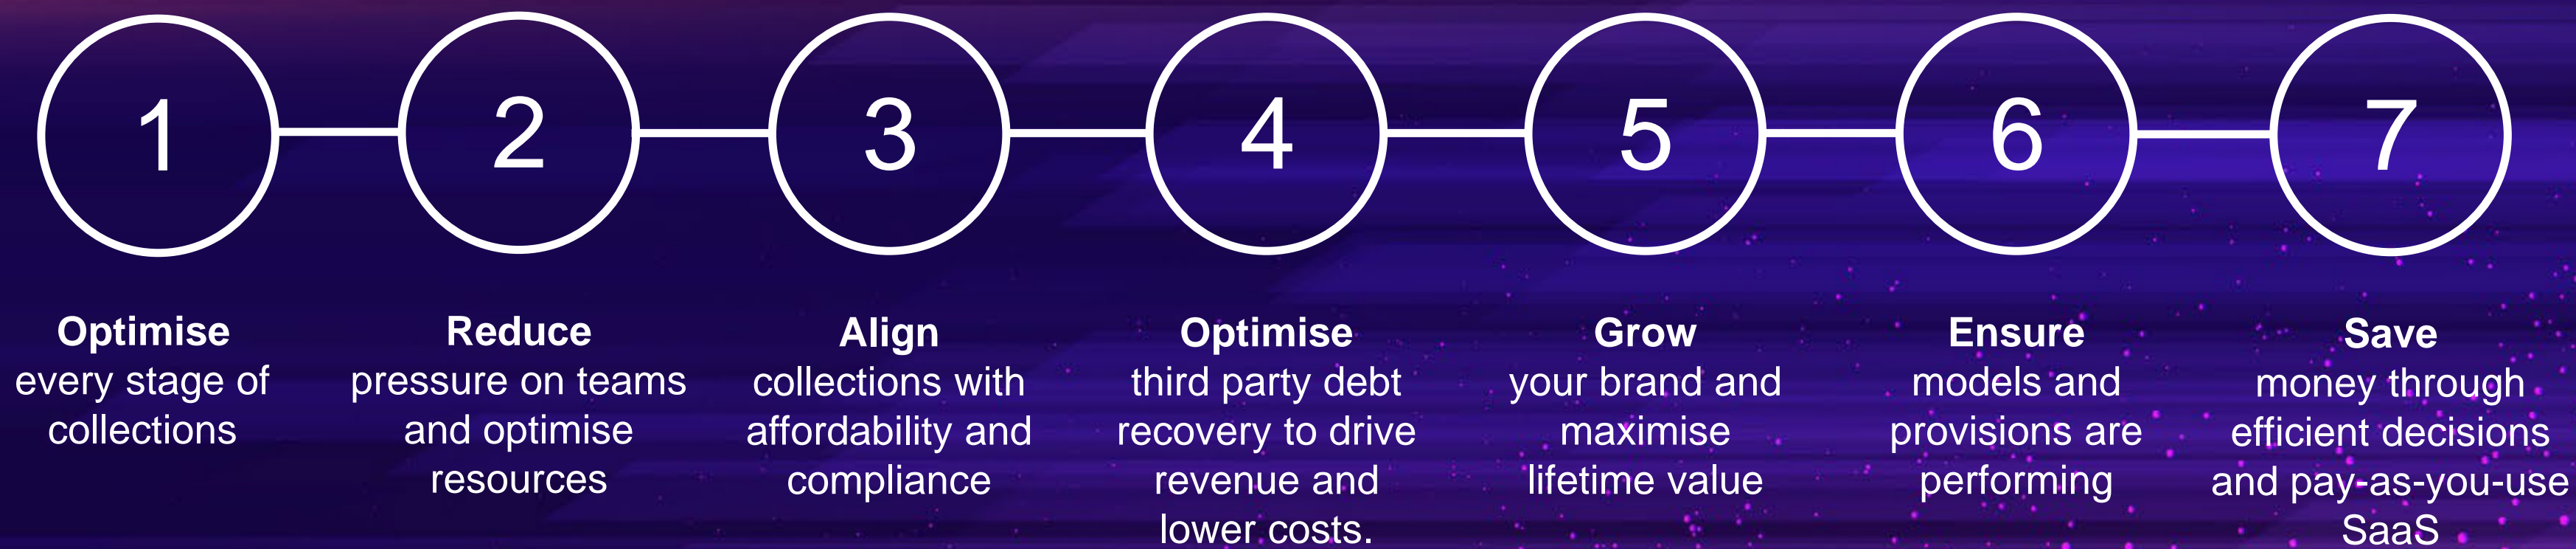 1
2
3
4
5
6
7
Optimise
every stage of
collections
Reduce
pressure on teams
and optimise
resources
Align
collections with
affordability and
compliance
Optimise
third party debt
recovery to drive
revenue and
lower costs.
Grow
your brand and
maximise
lifetime value
Ensure
models and
provisions are
performing
Save
money through
efficient decisions
and pay-as-you-use
SaaS